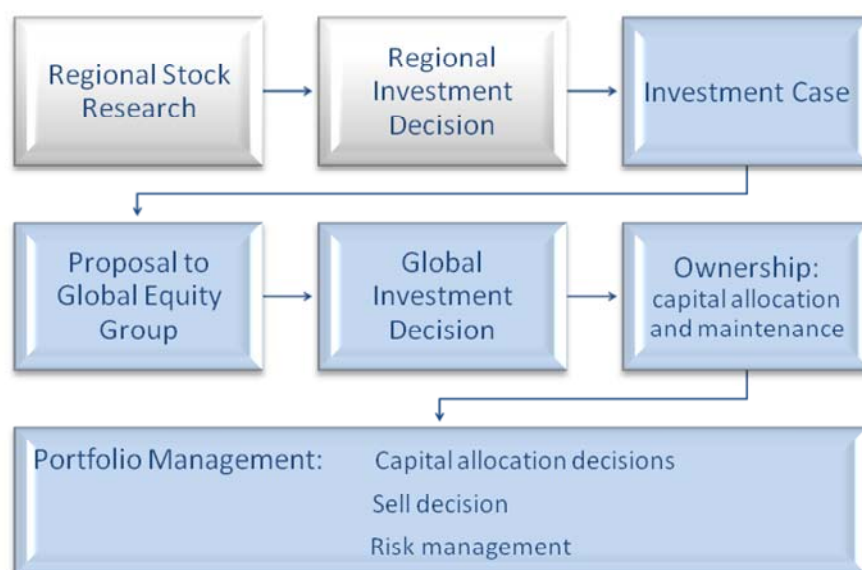 Regional Stock
Research
Regional
Investment
Decision
Investment Case
Proposal to
Global Equity
Group
Global
Investment
Decision
Ownership:
capital allocation
and maintenance
Portfolio Management: Capital allocation decisions
Sell decision
Risk management